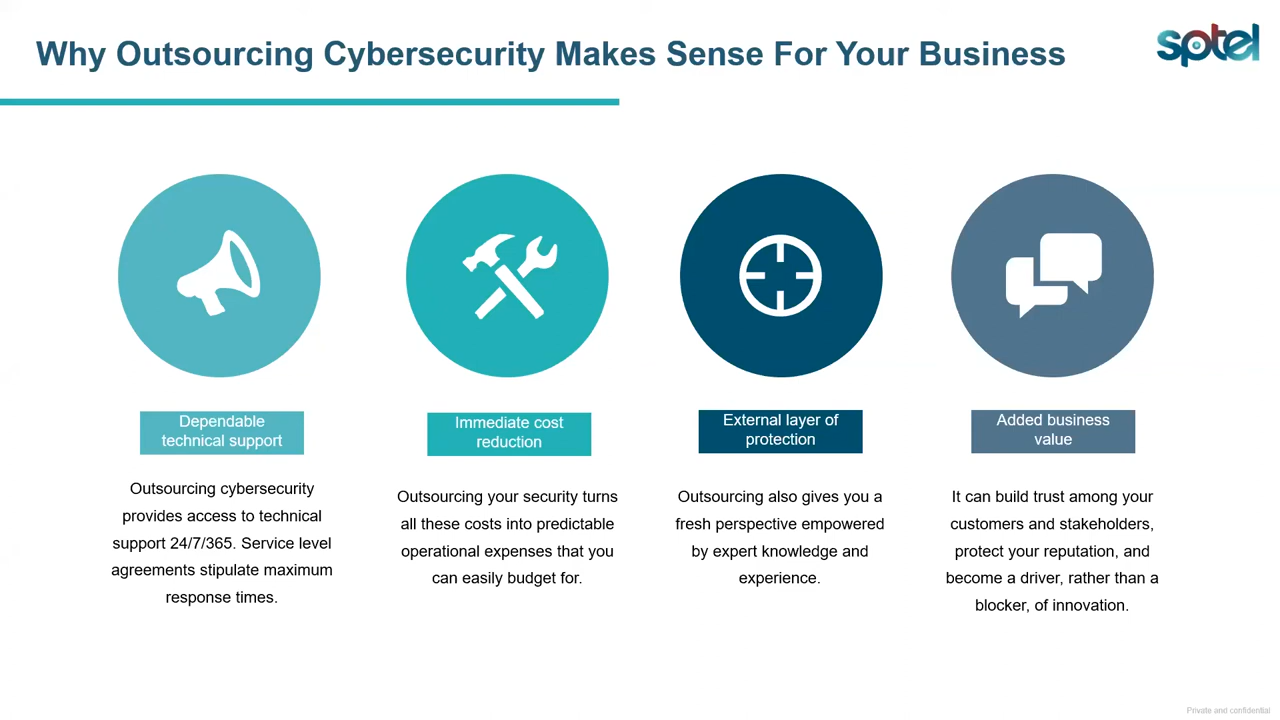 Why Outsourcing Cybersecurity Makes Sense For Your Business
sptel
Dependable
technical support
Outsourcing cybersecurity
provides access to technical
support 24/7/365. Service level
agreements stipulate maximum
response times.
Immediate cost
reduction
Outsourcing your security turns
all these costs into predictable
operational expenses that you
can easily budget for.
External layer of
protection
Outsourcing also gives you a
fresh perspective empowered
by expert knowledge and
experience.
Added business
value
It can build trust among your
customers and stakeholders,
protect your reputation, and
become a driver, rather than a
blocker, of innovation.
Private and confidential